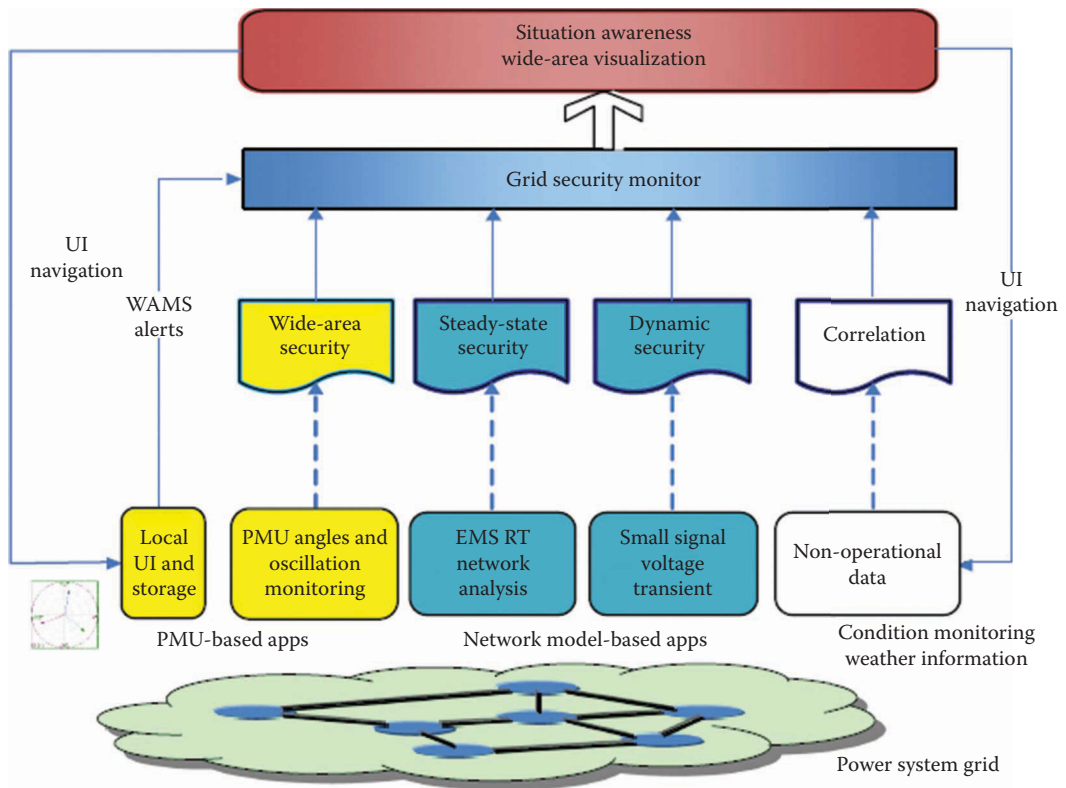 Situation awareness
wide-area visualization
Grid security monitor
UI
navigation
WAMS
alerts
UI
navigation
Wide-area
security
Steady-state
security
Dynamic
security
Correlation
Local
UI and
storage
PMU angles and
oscillation
monitoring
EMS RT
network
analysis
Small signal
voltage
transient
Non-operational
data
PMU-based apps
Network model-based apps
Condition monitoring
weather information
Power system grid